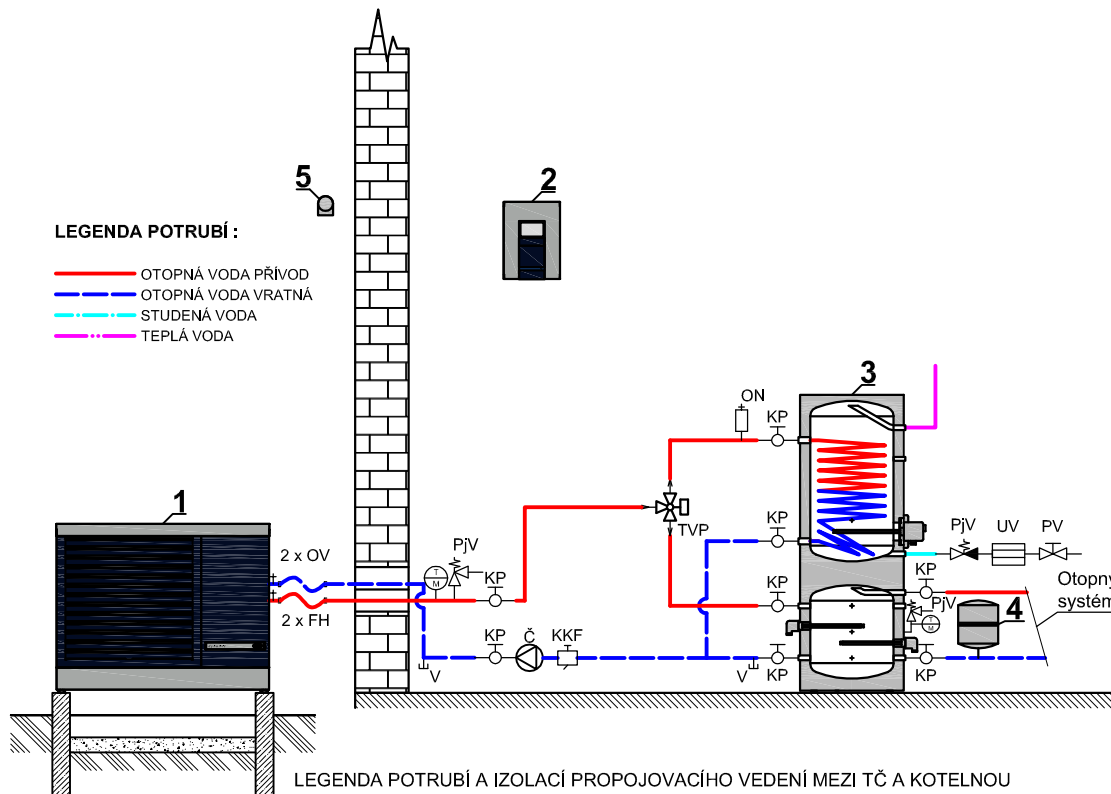 5
2
LEGENDA POTRUBÍ :
OTOPNÁ VODA PŘÍVOD
OTOPNÁ VODA VRATNÁ
STUDENÁ VODA
TEPLÁ VODA
3
ON
KP
1
TVP
KP
PjV
UV
PV
2 x OV
PjV
T
M
KP
KP
KP
Otopný
systém
2 x FH
PjV
T
M
4
KP
Č
KKF
V
V
KP
KP
LEGENDA POTRUBÍ A IZOLACÍ PROPOJOVACÍHO VEDENÍ MEZI TČ A KOTELNOU